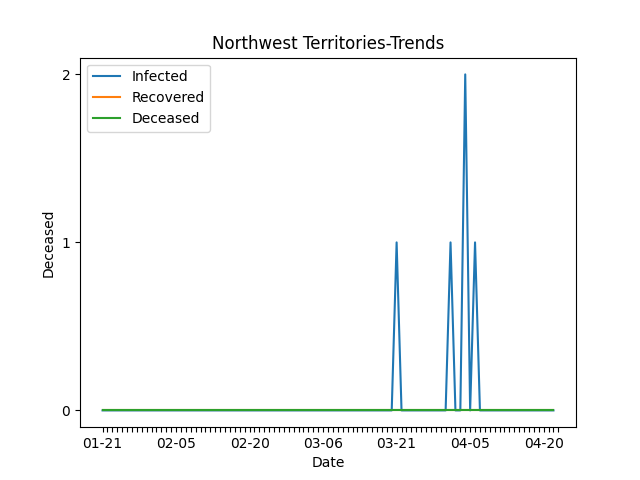 Northwest Territories-Trends
Infected
Recovered
Deceased
Deceased
2
1
0
01-21 02-05 02-20 03-06 03-21 04-05 04-20
Date